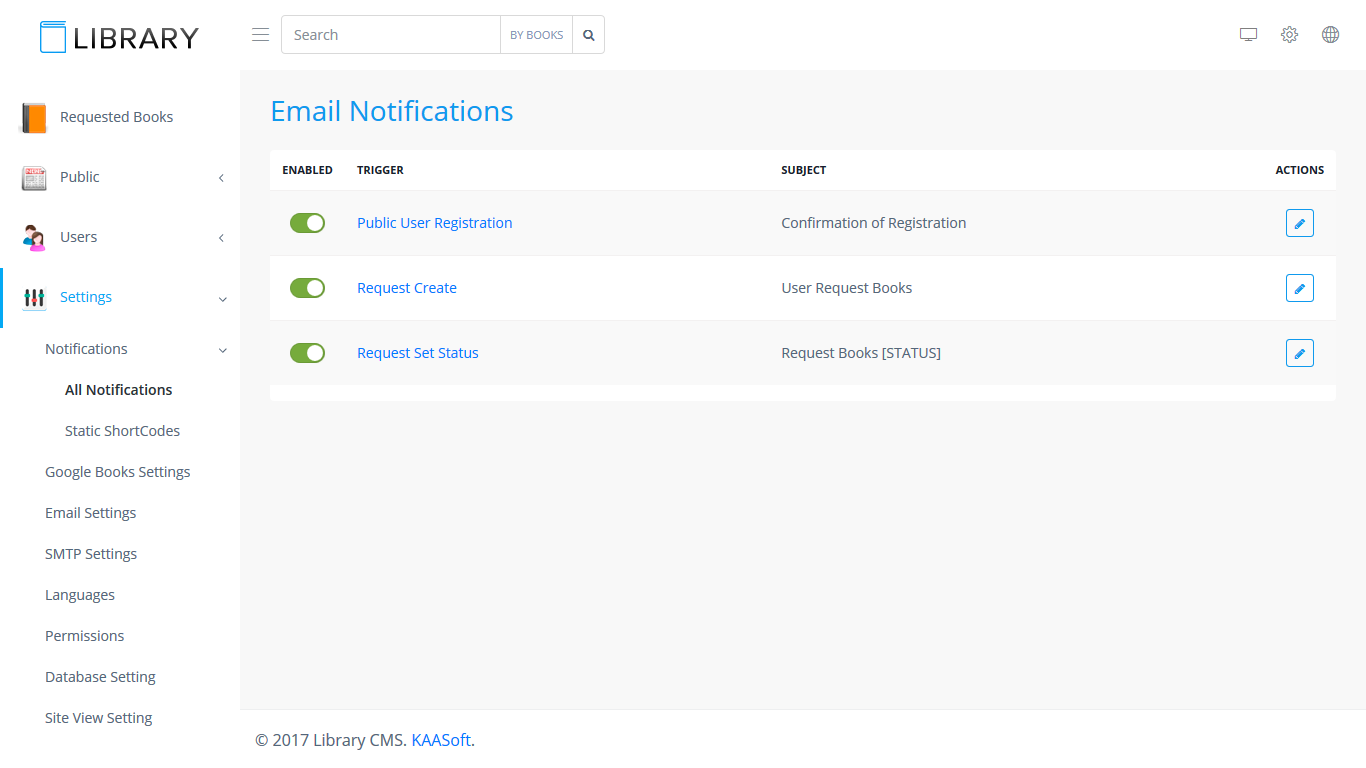 LIBRARY
Search
BY BOOKS
Requested Books
Public
Users
Settings
Notifications
All Notifications
Static ShortCodes
Google Books Settings
Email Settings
SMTP Settings
Languages
Permissions
Database Setting
Site View Setting
Email Notifications
ENABLED TRIGGER SUBJECT ACTIONS
Public User Registration Confirmation of Registration
Request Create User Request Books
Request Set Status Request Books [STATUS]
© 2017 Library CMS. KAASoft.